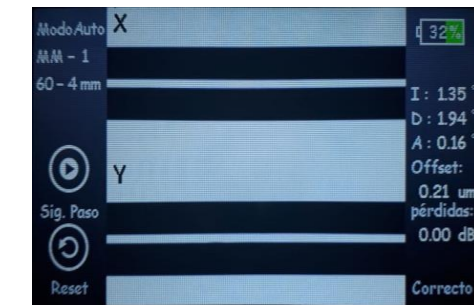 Modo Auto
MM - 1
60 - 4 mm
Sig. Paso
Reset
X
Y
32%
I : 1.35 °
D : 1.94 °
A : 0.16 °
Offset:
0.21 um
pérdidas:
0.00 dB
Correcto